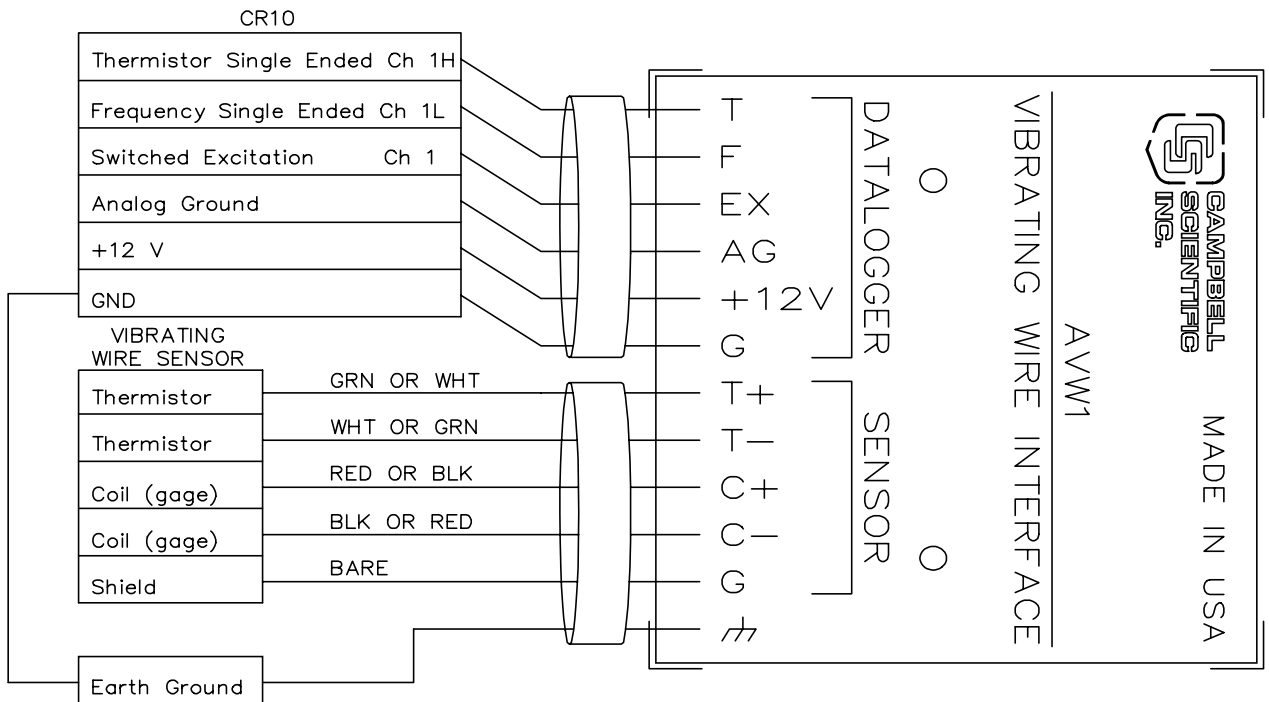 CR10
Thermistor Single Ended Ch 1H
Frequency Single Ended Ch 1L
Switched Excitation Ch 1
Analog Ground
+12 V
GND
VIBRATING
WIRE SENSOR
Thermistor
Thermistor
Coil (gage)
Coil (gage)
Shield
Earth Ground
GRN OR WHT
WHT OR GRN
RED OR BLK
BLK OR RED
BARE
T
F
EX
AG
+12V
G
T+
T–
C+
C–
G
DATALOGGER
SENSOR
VIBRATING WIRE INTERFACE
AVW1
CAMPBELL
SCIENTIFIC
INC.
MADE IN USA